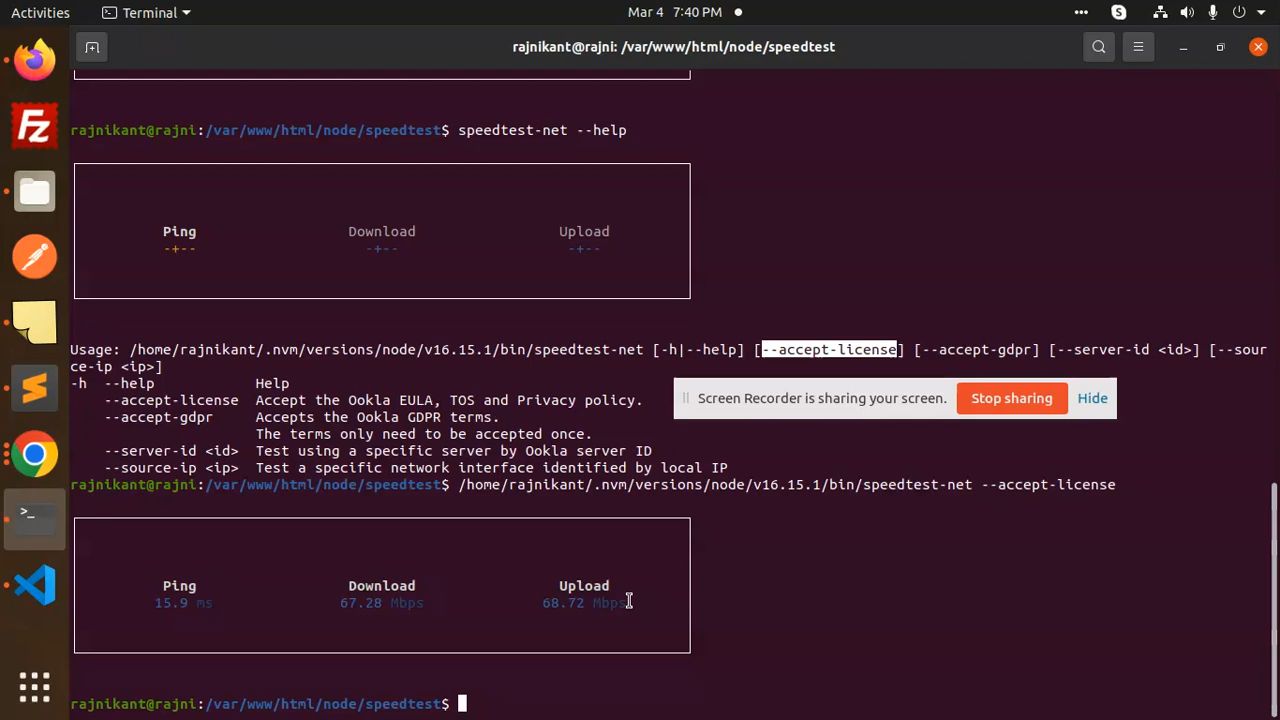 Activities Terminal Mar 4 7:40 PM
rajnikant@rajni: /var/www/html/node/speedtest
rajnikant@rajni:/var/www/html/node/speedtest$ speedtest-net --help
Ping Download Upload
-+-- -+-- -+--
Usage: /home/rajnikant/.nvm/versions/node/v16.15.1/bin/speedtest-net [-h|--help] [--accept-license] [--accept-gdpr] [--server-id <id>] [--sour
ce-ip <ip>]
-h --help Help
--accept-license Accept the Ookla EULA, TOS and Privacy policy.
--accept-gdpr Accepts the Ookla GDPR terms.
The terms only need to be accepted once.
--server-id <id> Test using a specific server by Ookla server ID
--source-ip <ip> Test a specific network interface identified by local IP
Screen Recorder is sharing your screen. Stop sharing Hide
rajnikant@rajni:/var/www/html/node/speedtest$ /home/rajnikant/.nvm/versions/node/v16.15.1/bin/speedtest-net --accept-license
Ping Download Upload
15.9 ms 67.28 Mbps 68.72 Mbps
rajnikant@rajni:/var/www/html/node/speedtest$